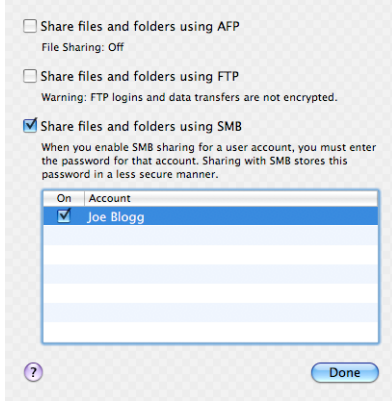 Share files and folders using AFP
File Sharing: Off
Share files and folders using FTP
Warning: FTP logins and data transfers are not encrypted.
Share files and folders using SMB
When you enable SMB sharing for a user account, you must enter
the password for that account. Sharing with SMB stores this
password in a less secure manner.
On Account
Joe Blogg
? Done